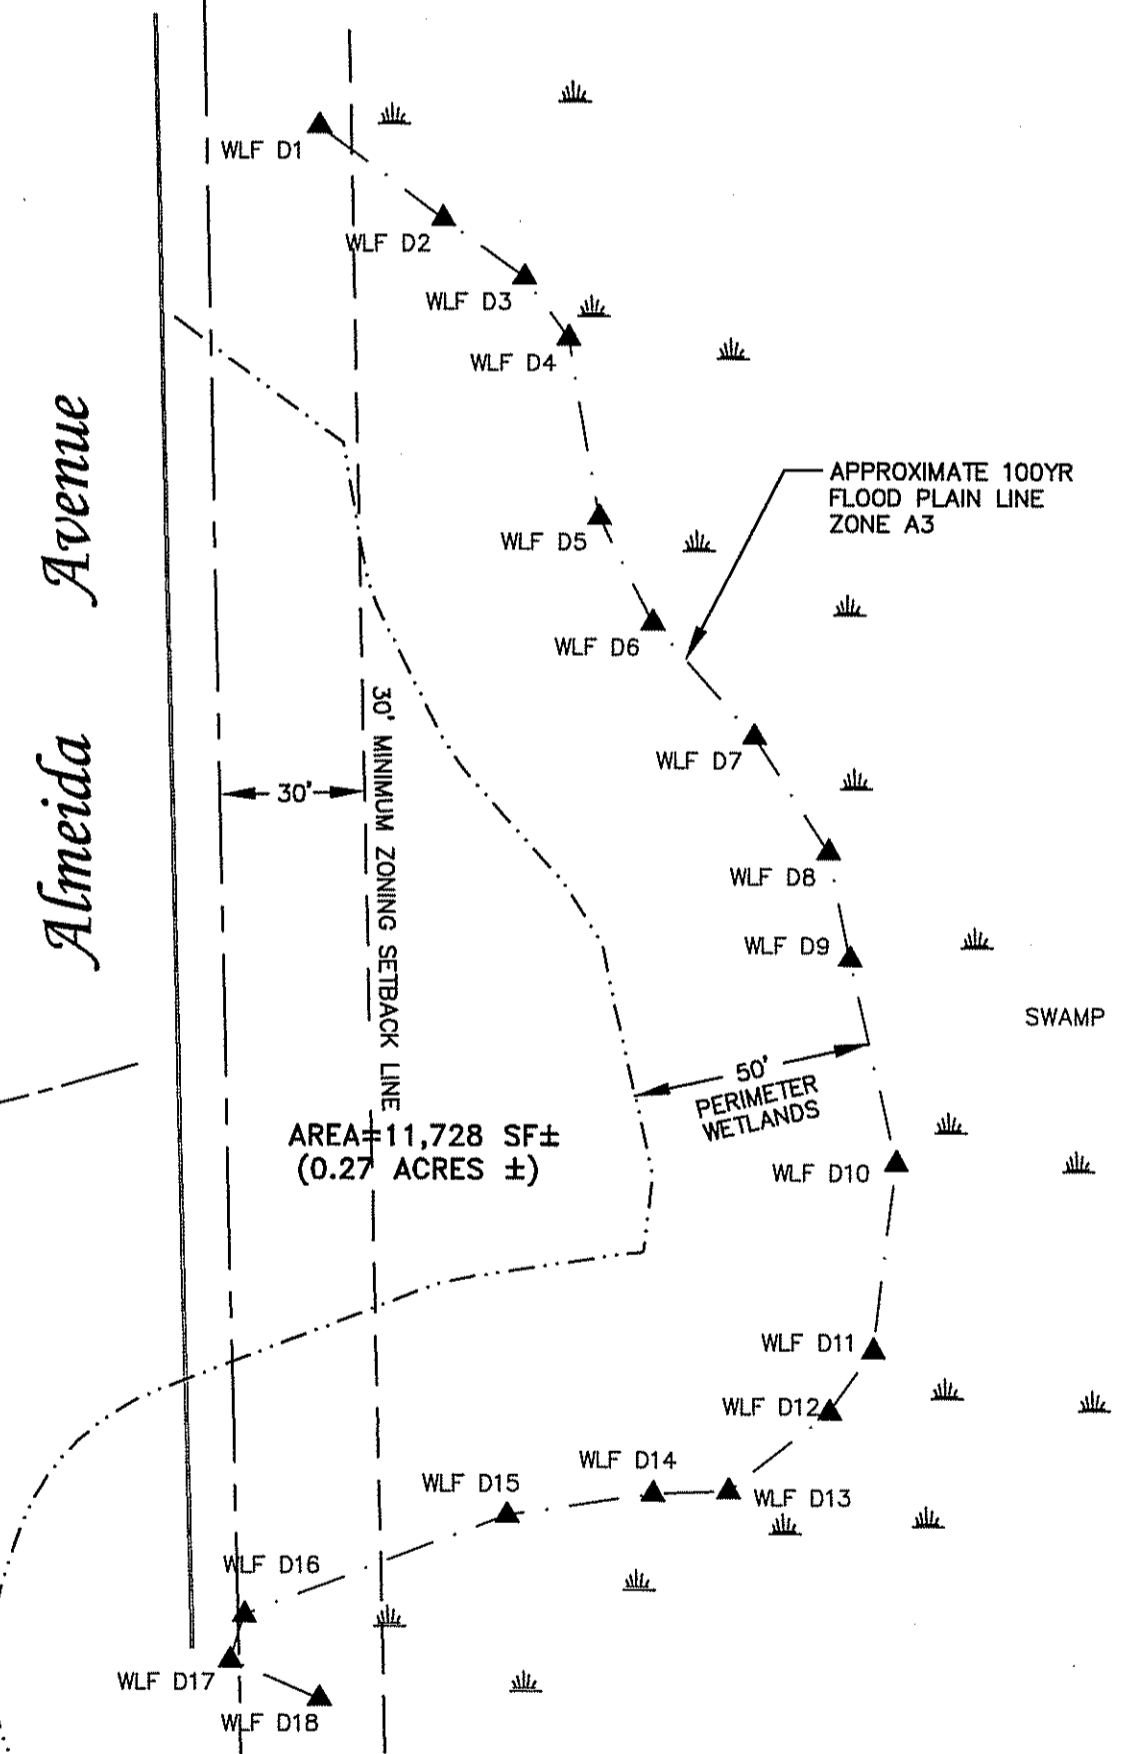 WLF D1
WLF D2
WLF D3
WLF D4
APPROXIMATE 100YR
FLOOD PLAIN LINE
ZONE A3
WLF D5
WLF D6
Almeida Avenue
30' MINIMUM ZONING SETBACK LINE
WLF D7
30'
WLF D8
WLF D9
SWAMP
50'
PERIMETER
WETLANDS
AREA=11,728 SF±
(0.27 ACRES ±)
WLF D10
WLF D11
WLF D12
WLF D14
WLF D15
WLF D13
WLF D16
WLF D17
WLF D18